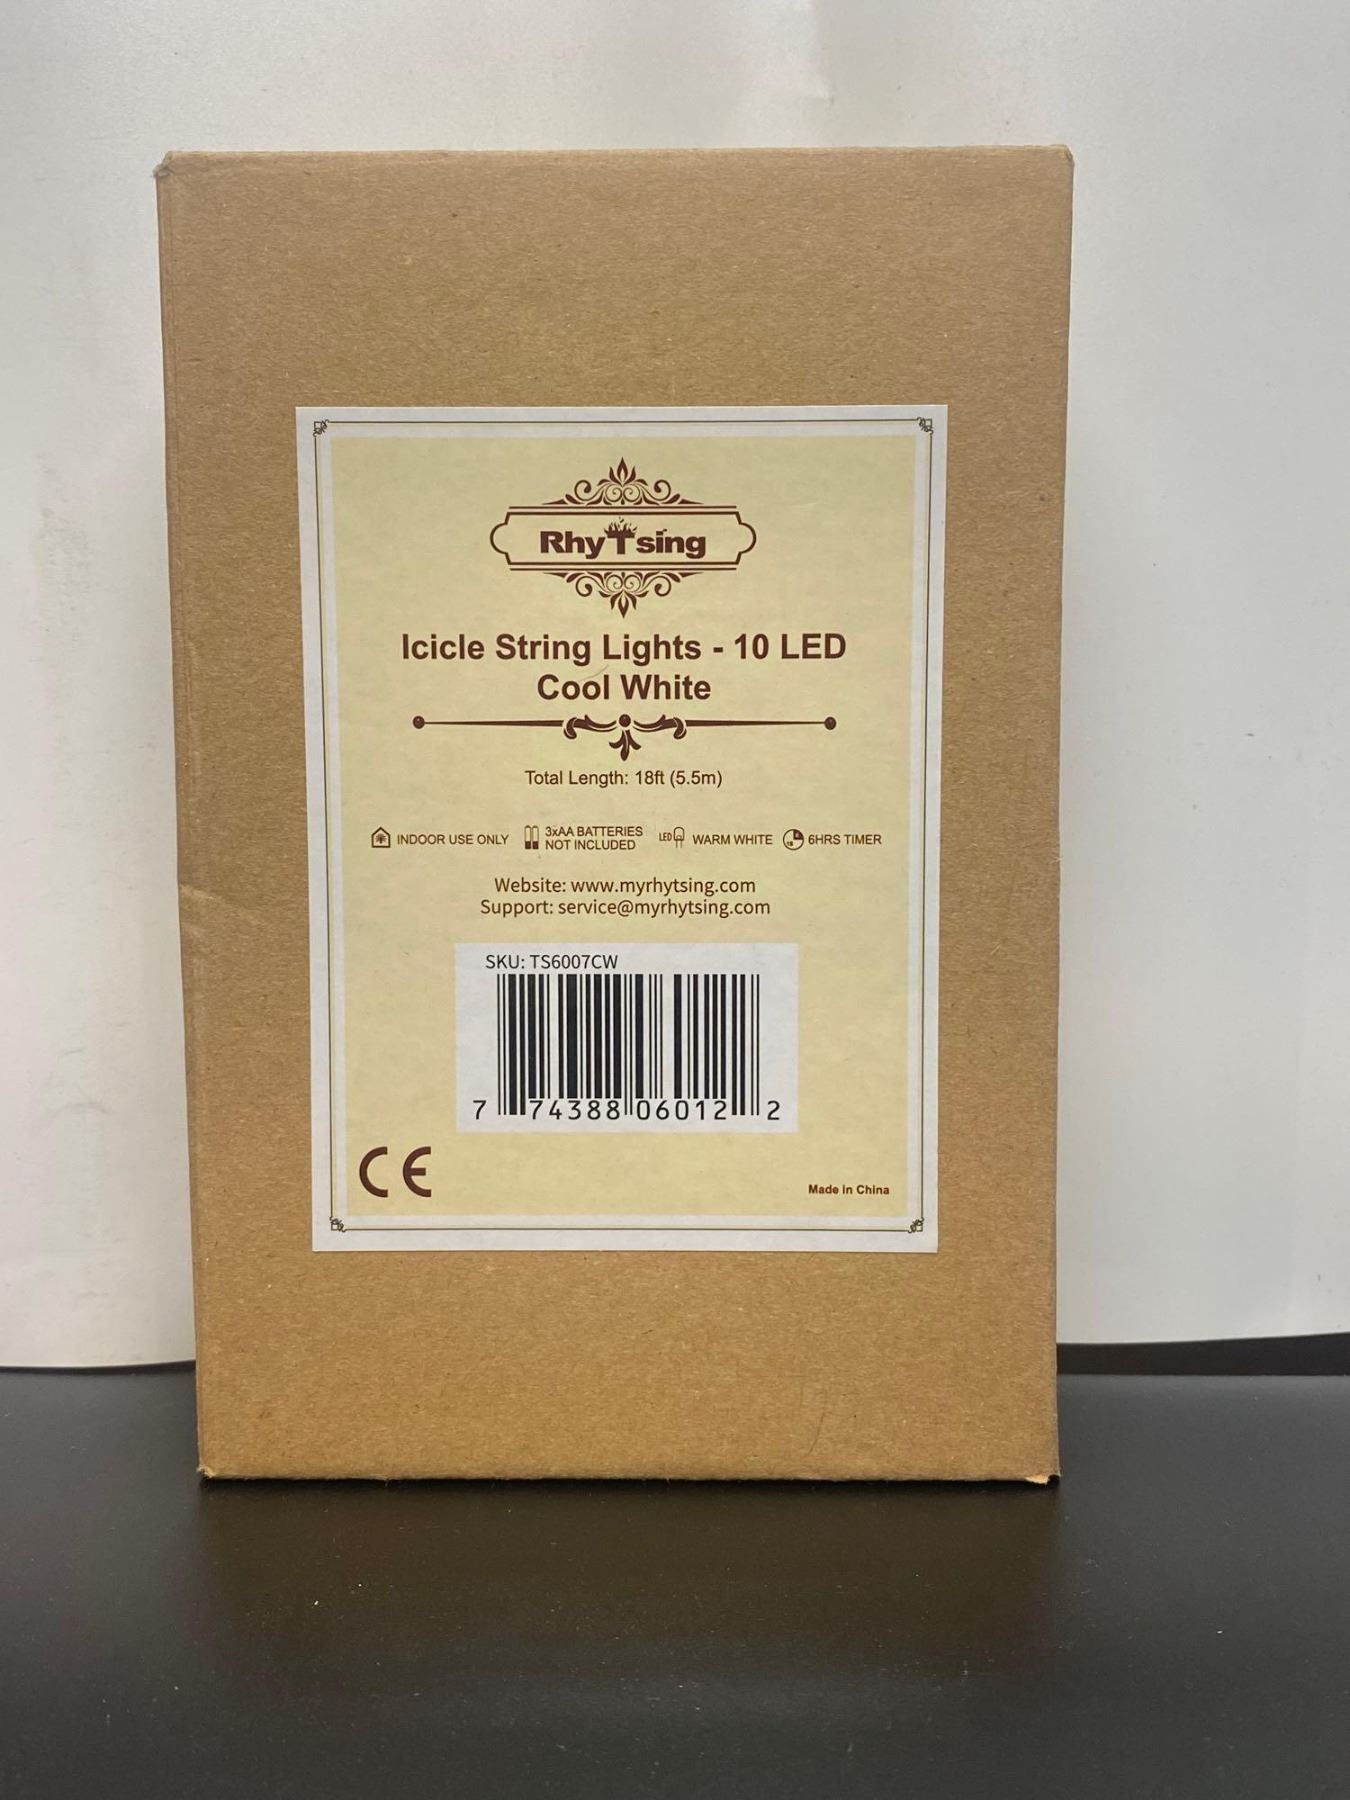 RhyTsing
Icicle String Lights - 10 LED
Cool White
Total Length: 18ft (5.5m)
INDOOR USE ONLY
3xAA BATTERIES
NOT INCLUDED
LED
WARM WHITE
6
18
6HRS TIMER
Website: www.myrhytsing.com
Support: service@myrhytsing.com
SKU: TS6007CW
7 74388 06012 2
CE
Made in China